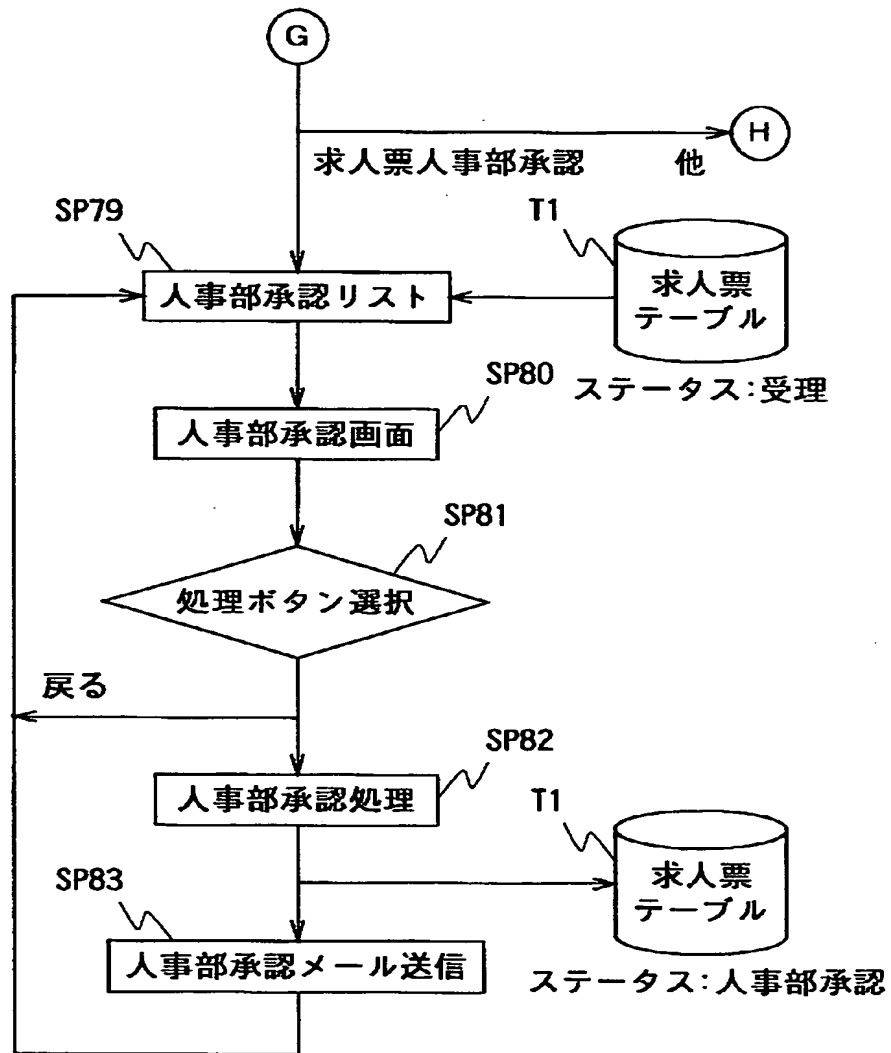 G
H
求人票人事部承認
他
SP79
T1
人事部承認リスト
求人票
テーブル
SP80
ステータス:受理
人事部承認画面
SP81
処理ボタン選択
戻る
SP82
人事部承認処理
T1
求人票
テーブル
SP83
人事部承認メール送信
ステータス:人事部承認